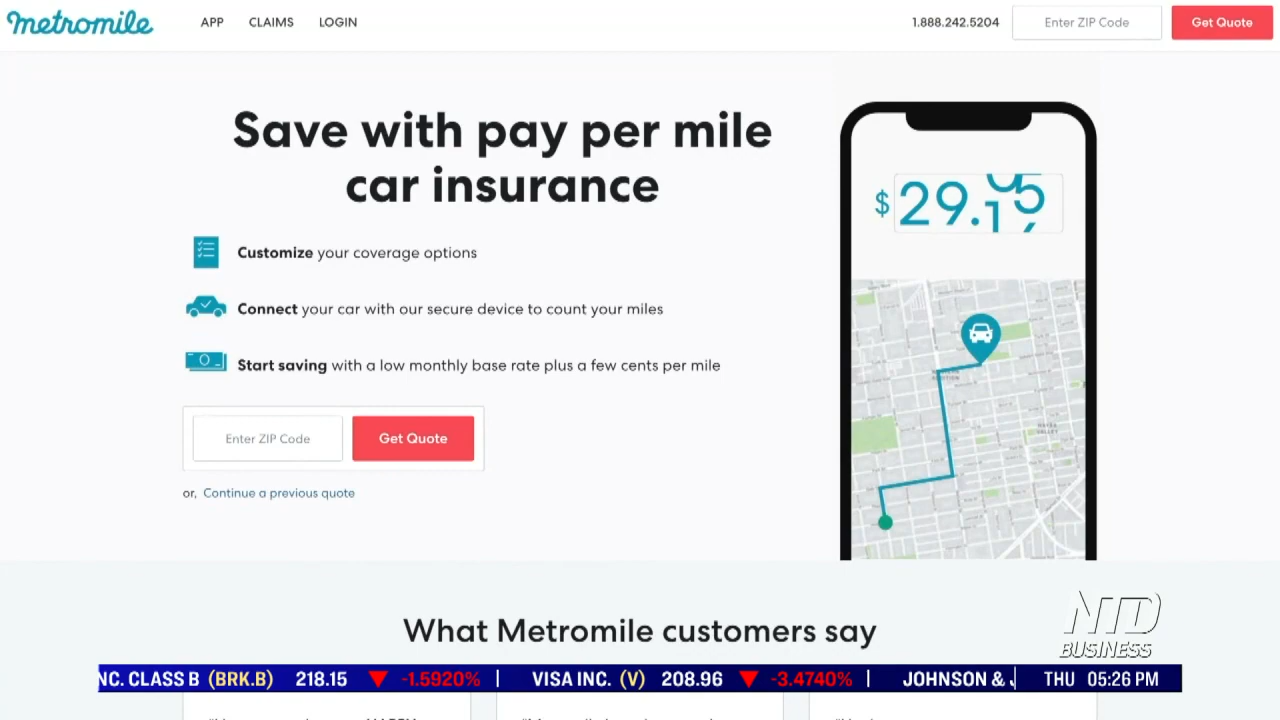 metromile
APP CLAIMS LOGIN
1.888.242.5204
Enter ZIP Code
Get Quote
Save with pay per mile
car insurance
Customize your coverage options
Connect your car with our secure device to count your miles
Start saving with a low monthly base rate plus a few cents per mile
Enter ZIP Code
Get Quote
or, Continue a previous quote
$ 29.15
What Metromile customers say
NTD
BUSINESS
NC. CLASS B (BRK.B) 218.15 ▼ -1.5920% | VISA INC. (V) 208.96 ▼ -3.4740% | JOHNSON & J
THU 05:26 PM